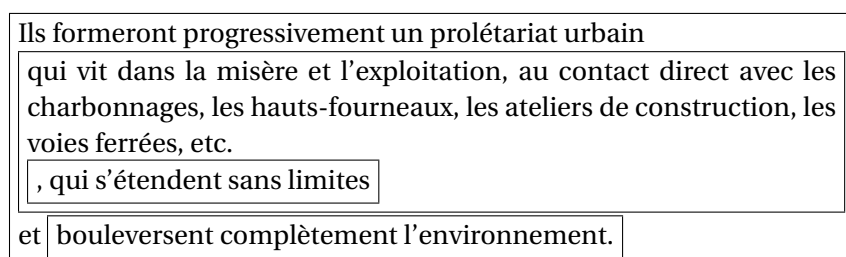 Ils formeront progressivement un prolétariat urbain
qui vit dans la misère et l'exploitation, au contact direct avec les
charbonnages, les hauts-fourneaux, les ateliers de construction, les
voies ferrées, etc.
, qui s'étendent sans limites
et bouleversent complètement l'environnement.